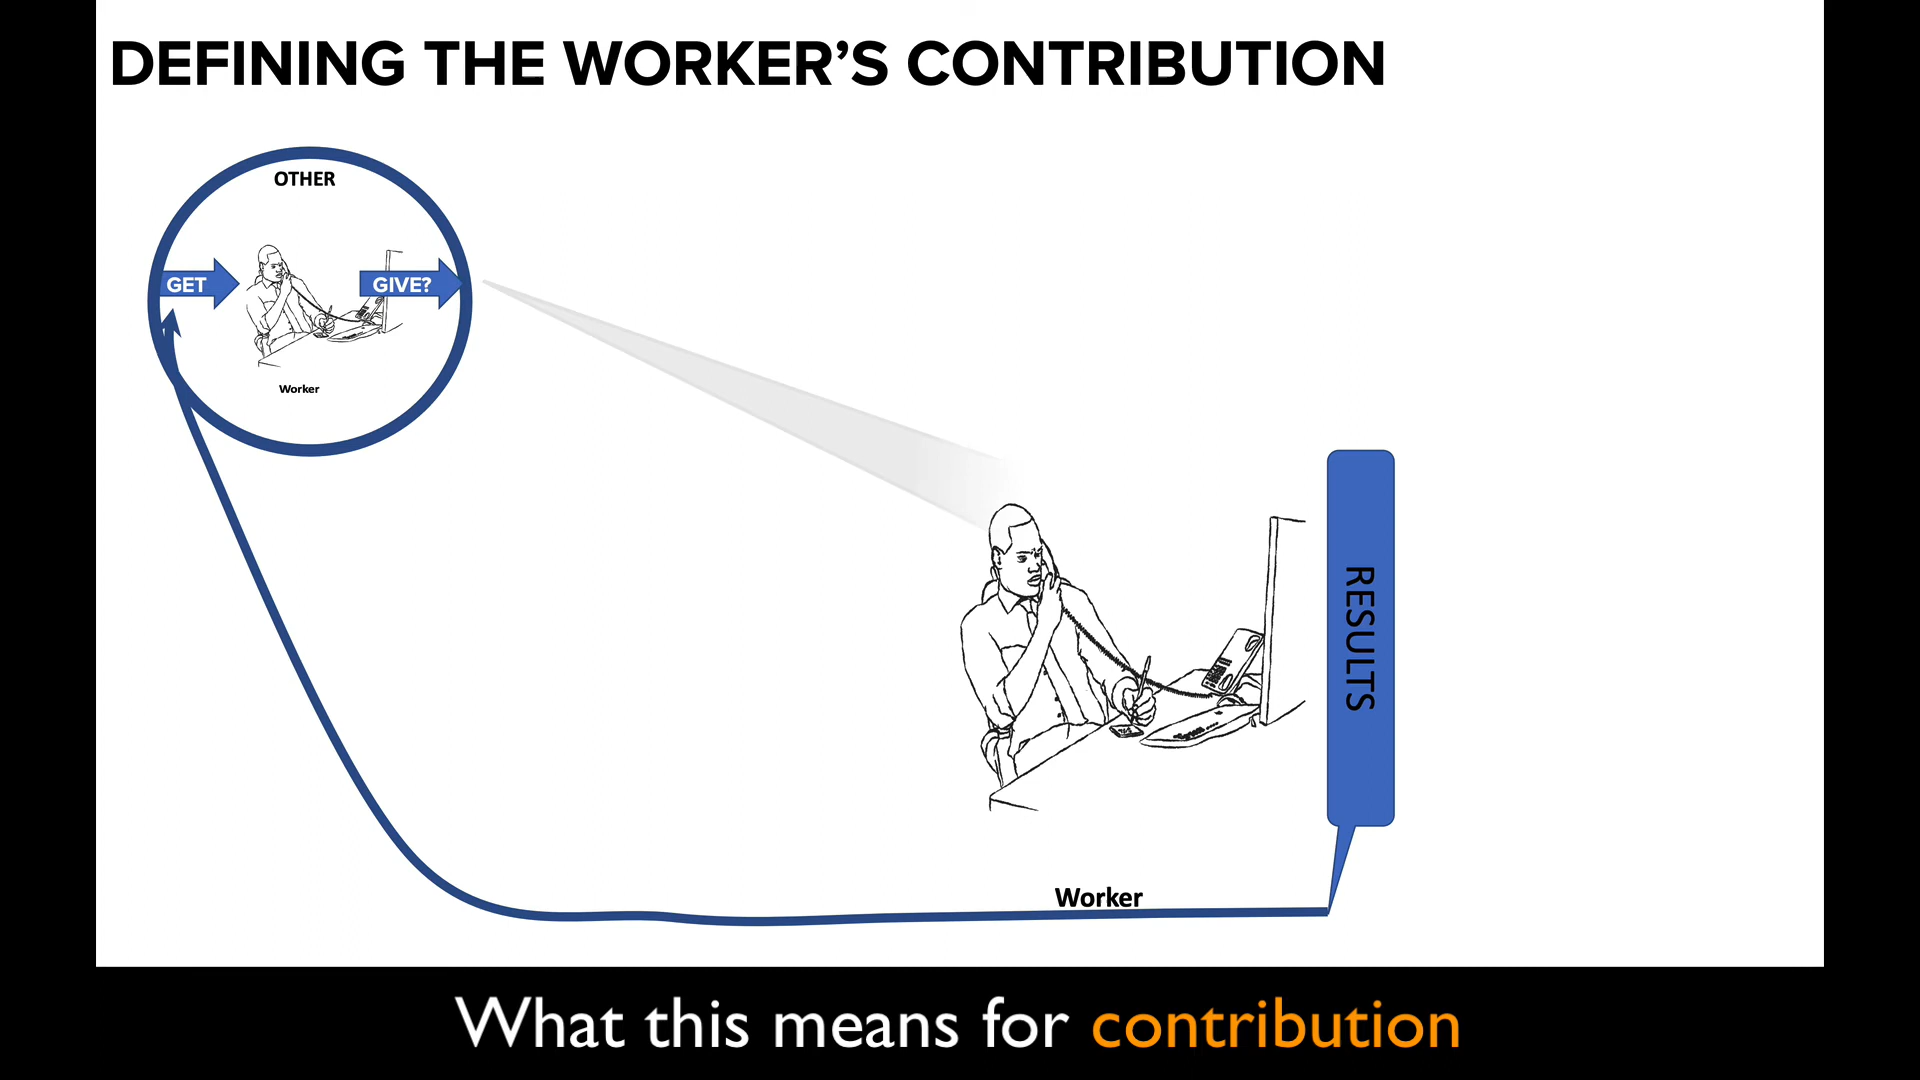 DEFINING THE WORKER’S CONTRIBUTION
OTHER
GET
GIVE?
Worker
RESULTS
Worker
What this means for contribution